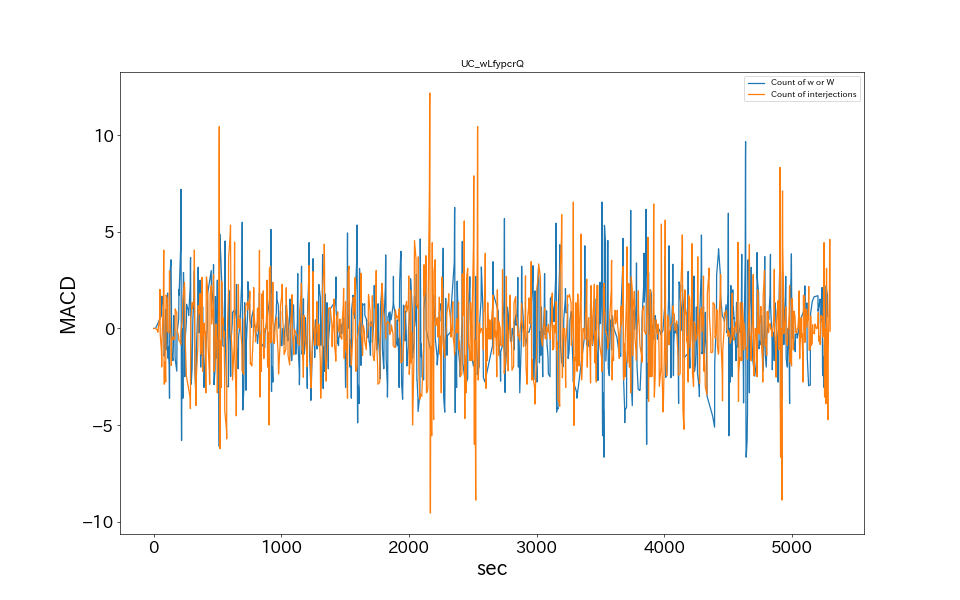 UC_wLfypcrQ
Count of w or W
Count of interjections
MACD
10
5
0
−5
−10
0 1000 2000 3000 4000 5000
sec